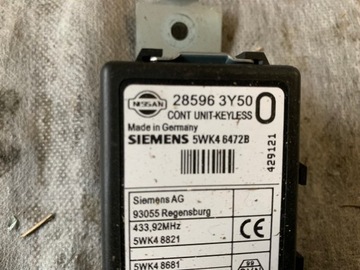 NISSAN
28596 3Y50 0
CONT UNIT-KEYLESS
Made in Germany
SIEMENS 5WK4 6472B
429121
Siemens AG
93055 Regensburg
433,92MHz
5WK4 8821
CE
5WK4 8681